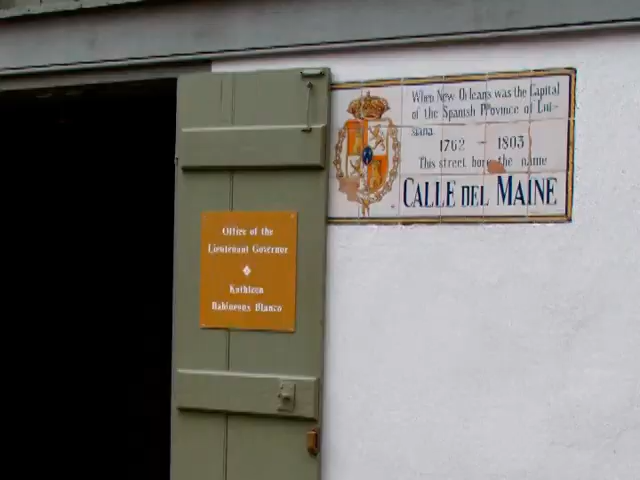 When New Orleans was the Capital
of the Spanish Province of Lui-
siana
1762 - 1803
This street bore the name
CALLE DEL MAINE
Office of the
Lieutenant Governor
Kathleen
Babineaux Blanco